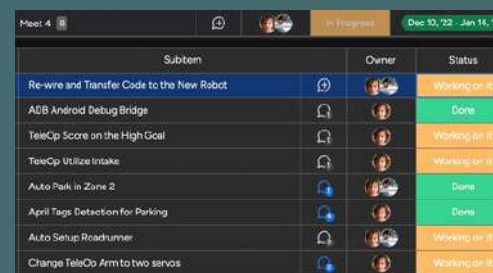 Meet 4 8 In Progress Dec 10, '22 - Jan 14, '
Subitem Owner Status
Re-wire and Transfer Code to the New Robot Working on it
ADB Android Debug Bridge Done
TeleOp Score on the High Goal Working on it
TeleOp Utilize Intake Working on it
Auto Park in Zone 2 Done
April Tags Detection for Parking Done
Auto Setup Roadrunner Working on it
Change TeleOp Arm to two servos Working on it